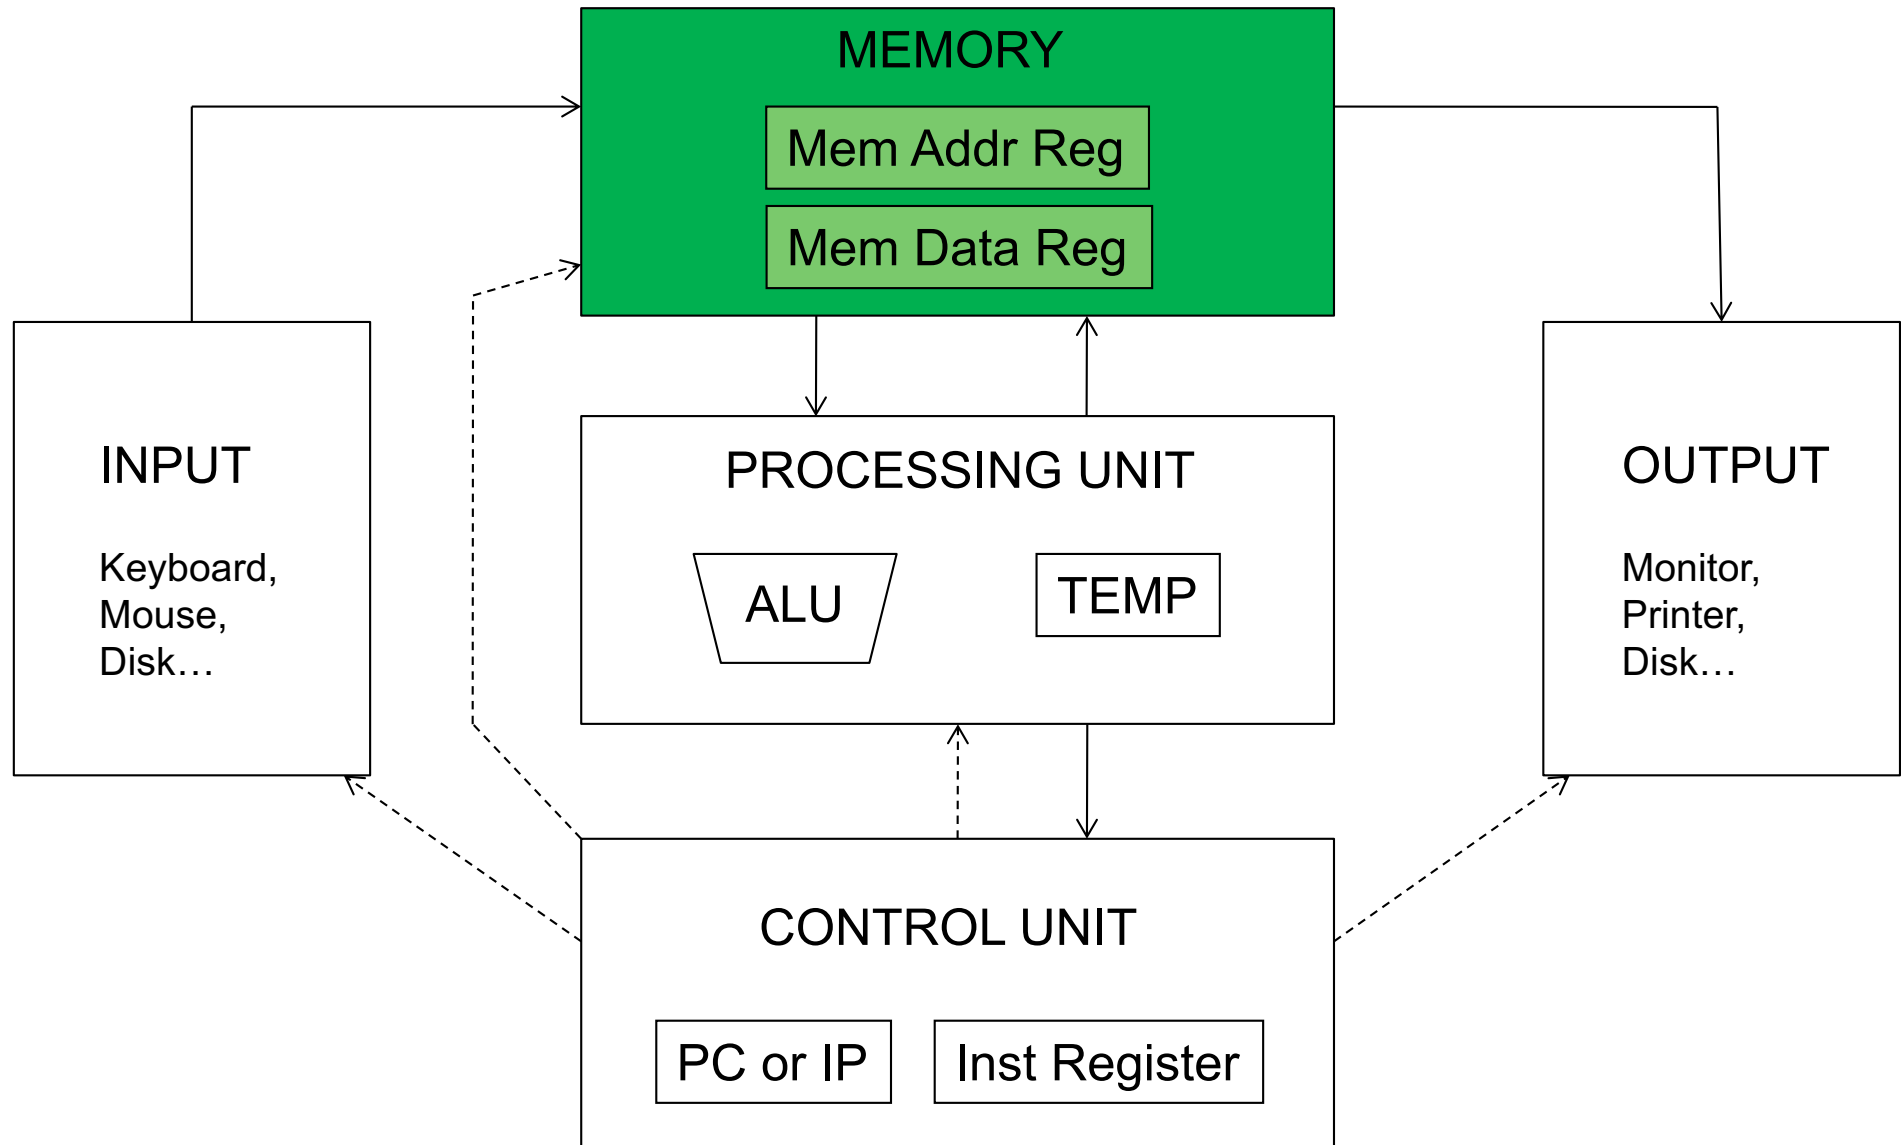 MEMORY
Mem Addr Reg
Mem Data Reg
INPUT
Keyboard,
Mouse,
Disk…
PROCESSING UNIT
ALU
TEMP
OUTPUT
Monitor,
Printer,
Disk…
CONTROL UNIT
PC or IP
Inst Register